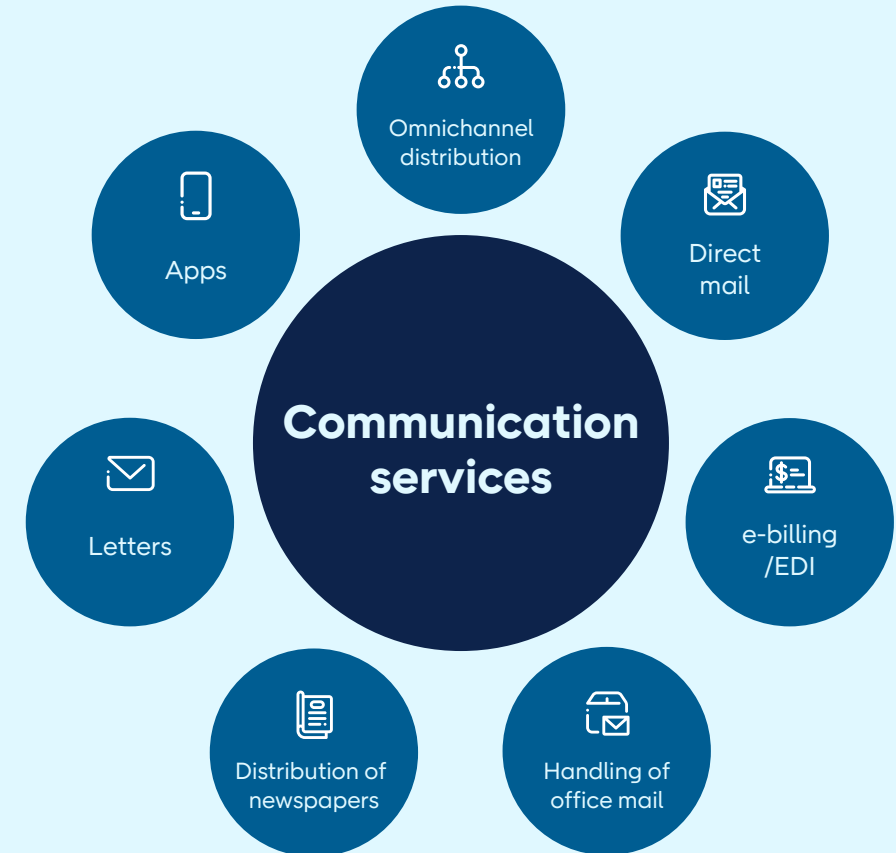 Omnichannel
distribution
Direct
mail
Apps
Communication
services
Letters
e-billing
/EDI
Distribution of
newspapers
Handling of
office mail
$